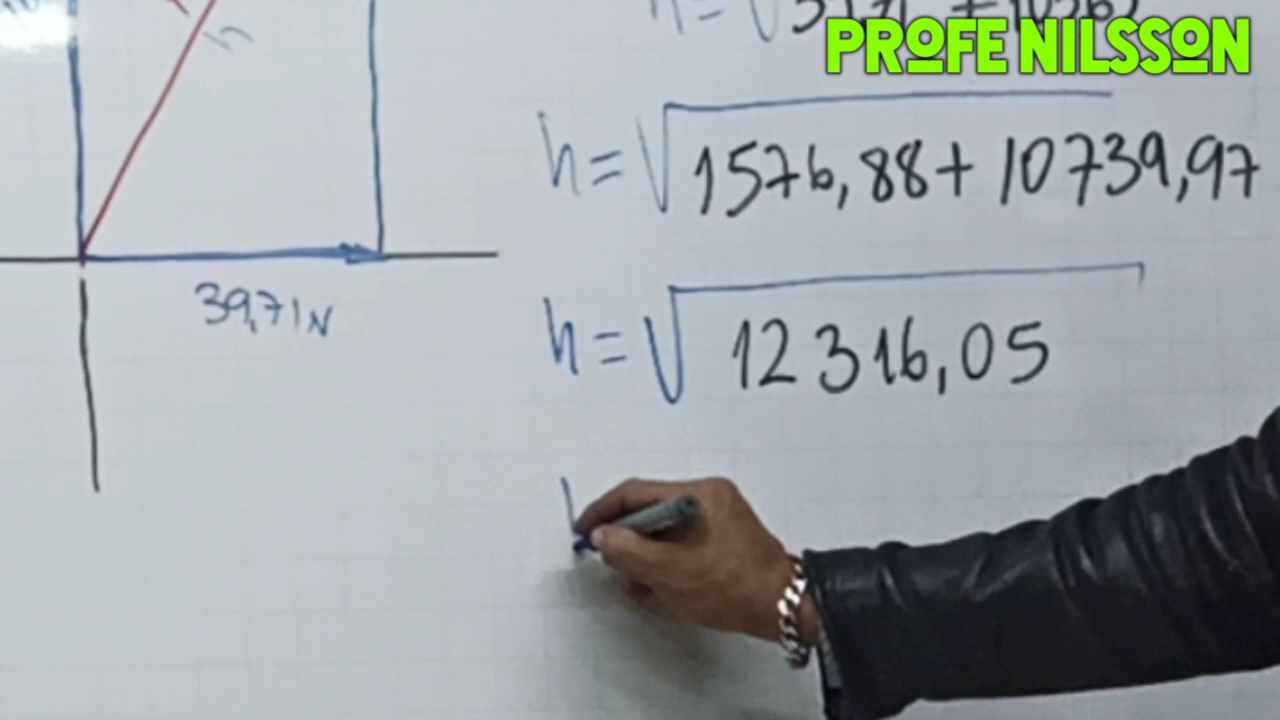 PROFE NILSSON
h = √1576,88 + 10739,97
h = √12316,05
39,71N
h